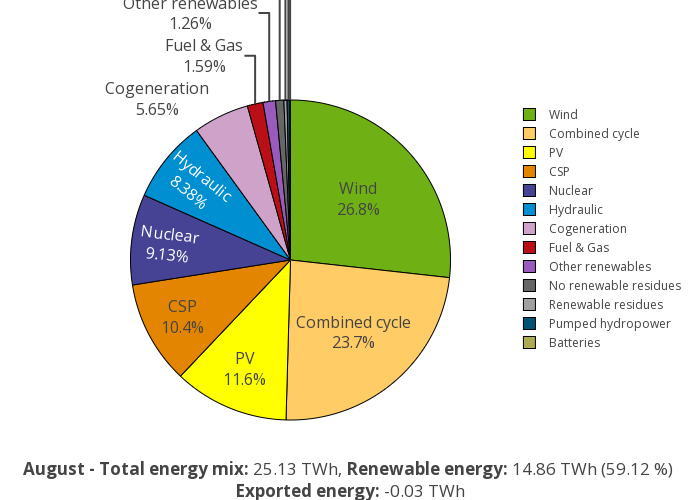 Other renewables
1.26%
Fuel & Gas
1.59%
Cogeneration
5.65%
Hydraulic
8.38%
Nuclear
9.13%
CSP
10.4%
PV
11.6%
Combined cycle
23.7%
Wind
26.8%
Wind
Combined cycle
PV
CSP
Nuclear
Hydraulic
Cogeneration
Fuel & Gas
Other renewables
No renewable residues
Renewable residues
Pumped hydropower
Batteries
August - Total energy mix: 25.13 TWh, Renewable energy: 14.86 TWh (59.12 %)
Exported energy: -0.03 TWh